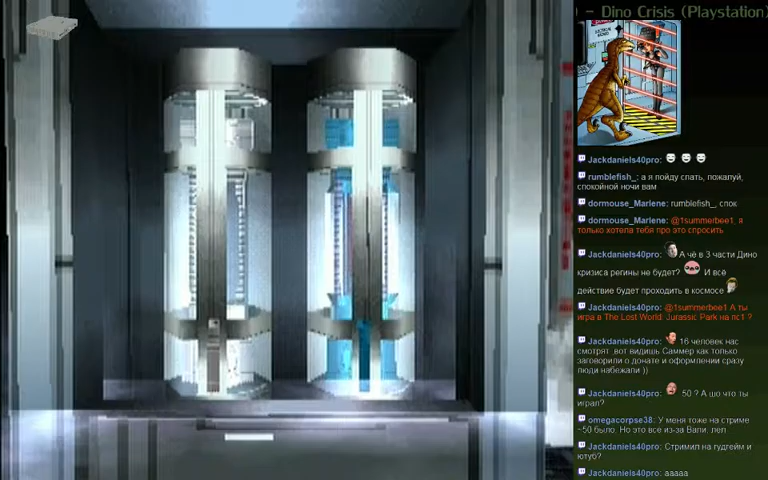 - Dino Crisis (Playstation)
Jackdaniels40pro:
rumblefish_: а я пойду спать, пожалуй,
спокойной ночи вам
dormouse_Marlene: rumblefish_, спок
dormouse_Marlene: @1summerbee1, я
только хотела тебя про это спросить
Jackdaniels40pro: А чё в 3 части Дино
кризиса регины не будет? И всё
действие будет проходить в космосе
Jackdaniels40pro: @1summerbee1 А ты
игра в The Lost World: Jurassic Park на пс1 ?
Jackdaniels40pro: 16 человек нас
смотрят ,вот видишь Саммер как только
заговорили о донате и оформлении сразу
люди набежали ))
Jackdaniels40pro: 50 ? А шо что ты
играл?
omegacorpse38: У меня тоже на стриме
~50 было. Но это все из-за Вали, лел
Jackdaniels40pro: Стримил на гудгейм и
ютуб?
Jackdaniels40pro: ааааа